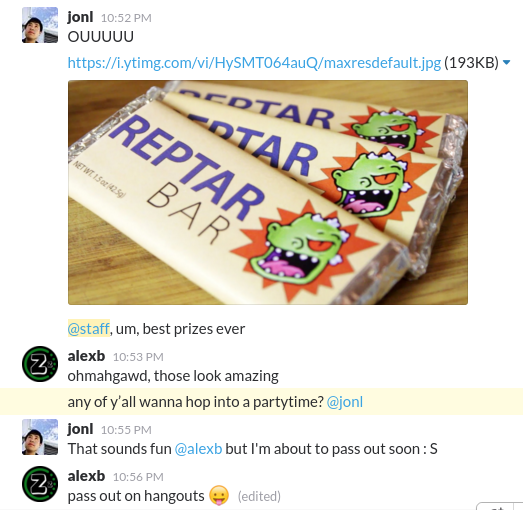 jonl 10:52 PM
OUUUUU
https://i.ytimg.com/vi/HySMT064auQ/maxresdefault.jpg (193KB)
REPTAR
REPTAR
REPTAR
BAR
NET WT. 1.5 oz (42.5g)
@staff, um, best prizes ever
alexb 10:53 PM
ohmahgawd, those look amazing
any of y'all wanna hop into a partytime? @jonl
jonl 10:55 PM
That sounds fun @alexb but I'm about to pass out soon : S
alexb 10:56 PM
pass out on hangouts 😛 (edited)